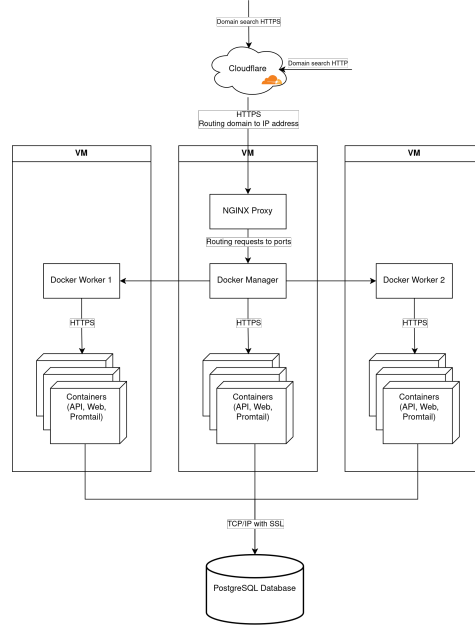 Domain search HTTPS
Cloudflare
Domain search HTTP
HTTPS
Routing domain to IP address
VM
VM
VM
NGINX Proxy
Routing requests to ports
Docker Worker 1
Docker Manager
Docker Worker 2
HTTPS
HTTPS
HTTPS
Containers
(API, Web,
Promtail)
Containers
(API, Web,
Promtail)
Containers
(API, Web,
Promtail)
TCP/IP with SSL
PostgreSQL Database